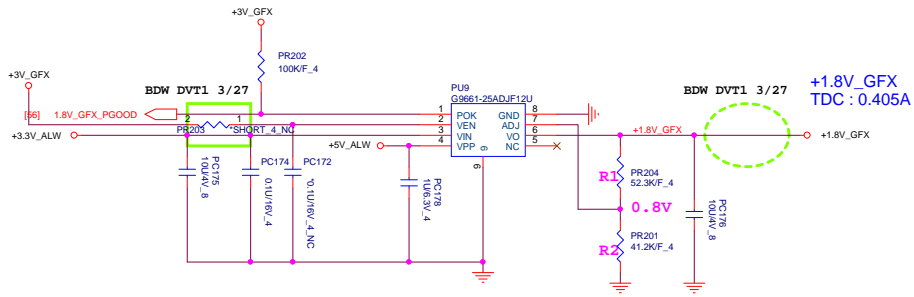 +3V_GFX
+3V_GFX
PR202
100K/F_4
BDW DVT1 3/27
[56]
1.8V_GFX_PGOOD
2
1
PR203
*SHORT_4_NC
+3.3V_ALW
PU9
G9661-25ADJF12U
1
POK
GND
8
2
VEN
ADJ
7
3
VIN
VO
6
4
VPP
NC
5
9
6
+5V_ALW
PC175
10U/4V_8
PC174
0.1U/16V_4
PC172
*0.1U/16V_4_NC
PC178
1U/6.3V_4
+1.8V_GFX
R1
PR204
52.3K/F_4
0.8V
R2
PR201
41.2K/F_4
PC176
10U/4V_8
BDW DVT1 3/27
+1.8V_GFX
TDC : 0.405A
+1.8V_GFX